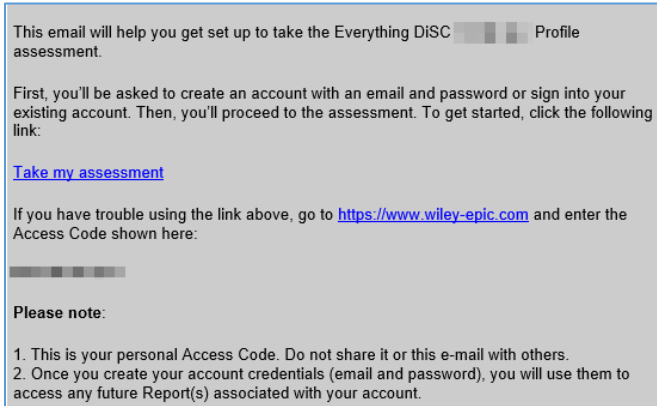 This email will help you get set up to take the Everything DiSC Profile
assessment.
First, you'll be asked to create an account with an email and password or sign into your
existing account. Then, you'll proceed to the assessment. To get started, click the following
link:
Take my assessment
If you have trouble using the link above, go to https://www.wiley-epic.com and enter the
Access Code shown here:
Please note:
1. This is your personal Access Code. Do not share it or this e-mail with others.
2. Once you create your account credentials (email and password), you will use them to
access any future Report(s) associated with your account.